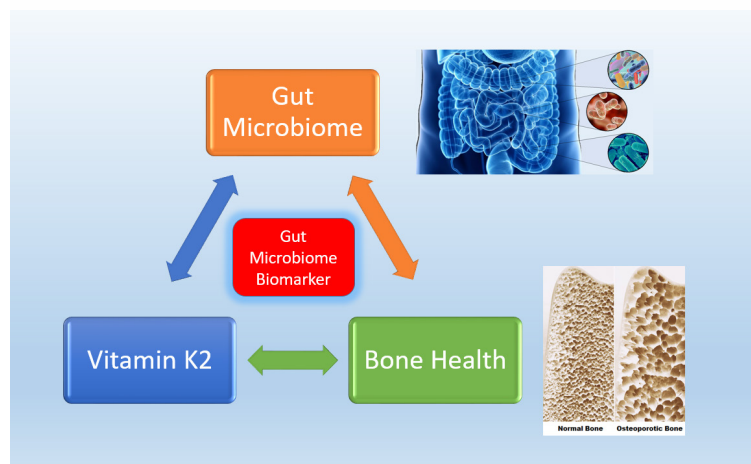 Gut
Microbiome
Gut
Microbiome
Biomarker
Vitamin K2
Bone Health
Normal Bone
Osteoporotic Bone